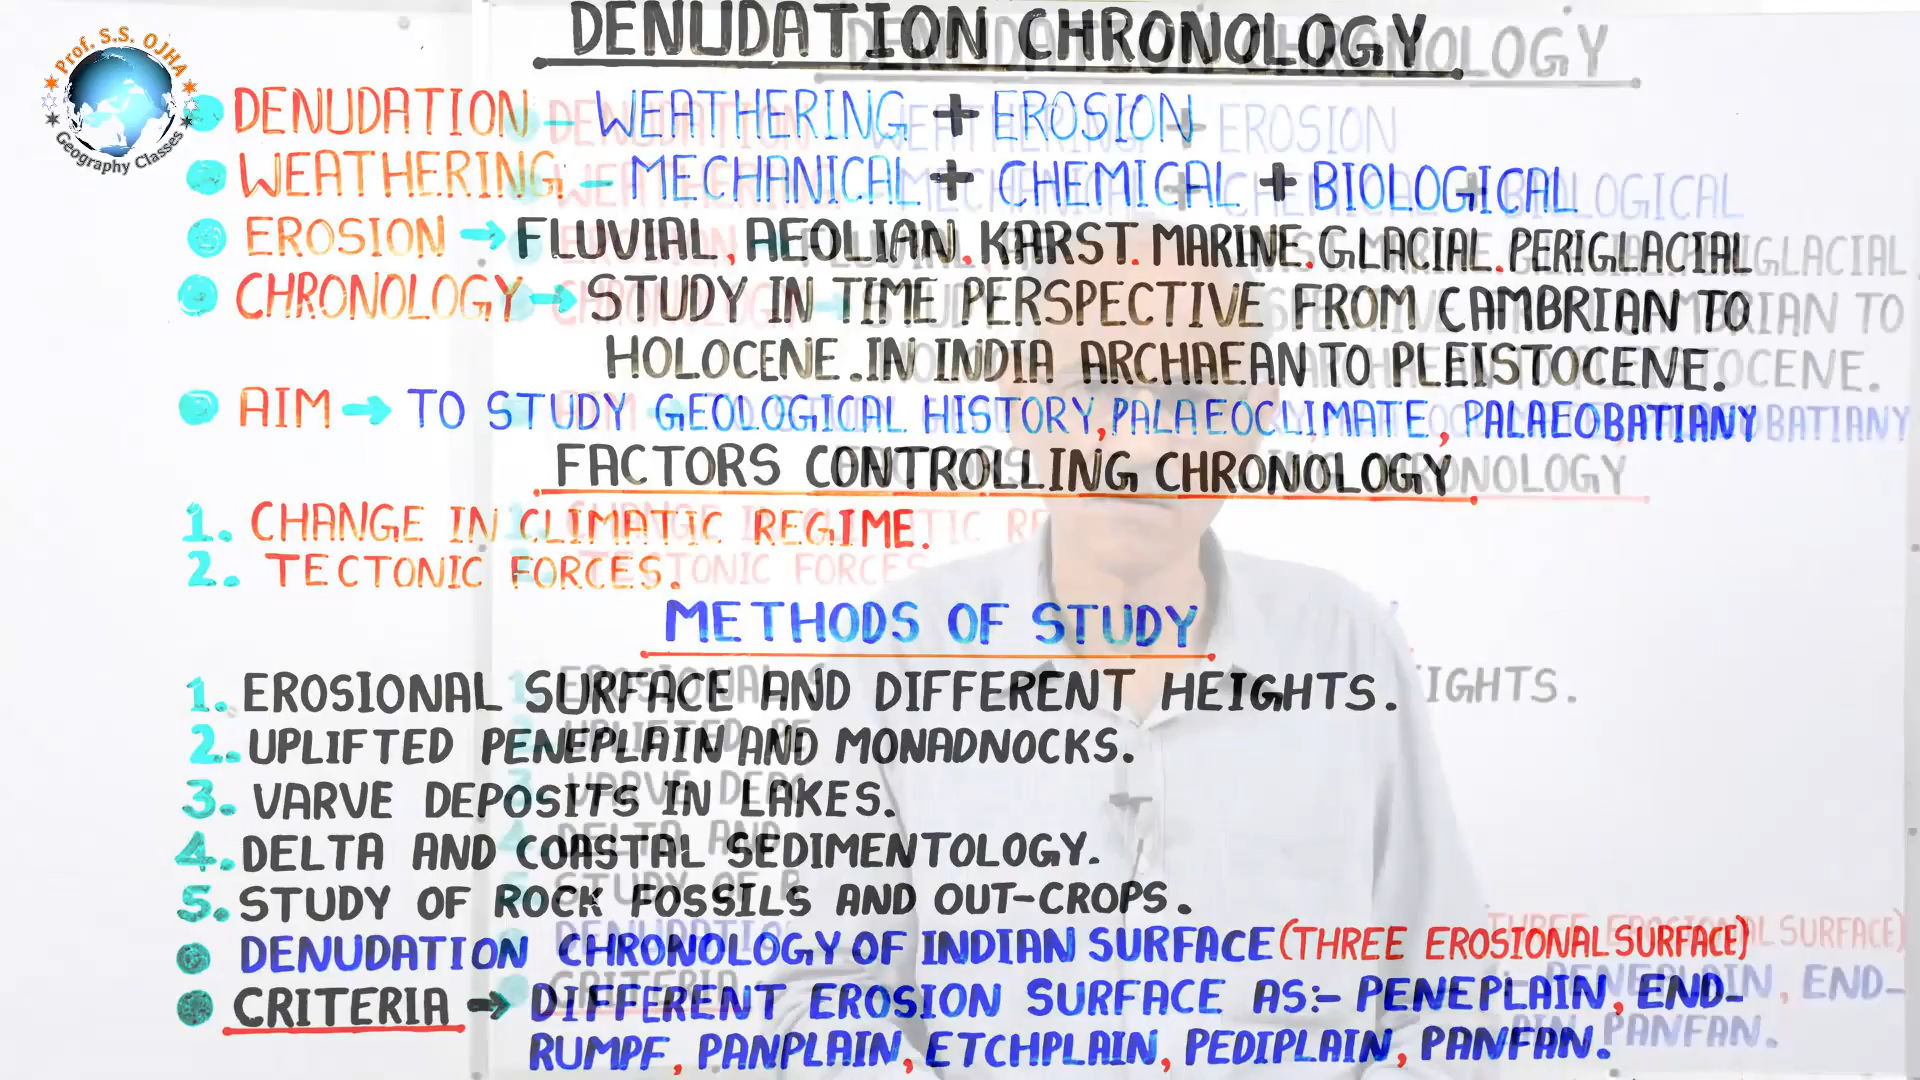 Prof. S.S. OJHA
Geography Classes
DENUDATION CHRONOLOGY
DENUDATION – WEATHERING + EROSION
WEATHERING – MECHANICAL + CHEMICAL + BIOLOGICAL
EROSION → FLUVIAL, AEOLIAN. KARST. MARINE. GLACIAL. PERIGLACIAL
CHRONOLOGY → STUDY IN TIME PERSPECTIVE FROM CAMBRIAN TO
HOLOCENE. IN INDIA ARCHAEAN TO PLEISTOCENE.
AIM → TO STUDY GEOLOGICAL HISTORY, PALAEOCLIMATE, PALAEOBATIANY
FACTORS CONTROLLING CHRONOLOGY
1. CHANGE IN CLIMATIC REGIME.
2. TECTONIC FORCES.
METHODS OF STUDY
1. EROSIONAL SURFACE AND DIFFERENT HEIGHTS.
2. UPLIFTED PENEPLAIN AND MONADNOCKS.
3. VARVE DEPOSITS IN LAKES.
4. DELTA AND COASTAL SEDIMENTOLOGY.
5. STUDY OF ROCK FOSSILS AND OUT-CROPS.
DENUDATION CHRONOLOGY OF INDIAN SURFACE (THREE EROSIONAL SURFACE)
CRITERIA → DIFFERENT EROSION SURFACE AS:– PENEPLAIN, END-
RUMPF, PANPLAIN, ETCHPLAIN, PEDIPLAIN, PANFAN.